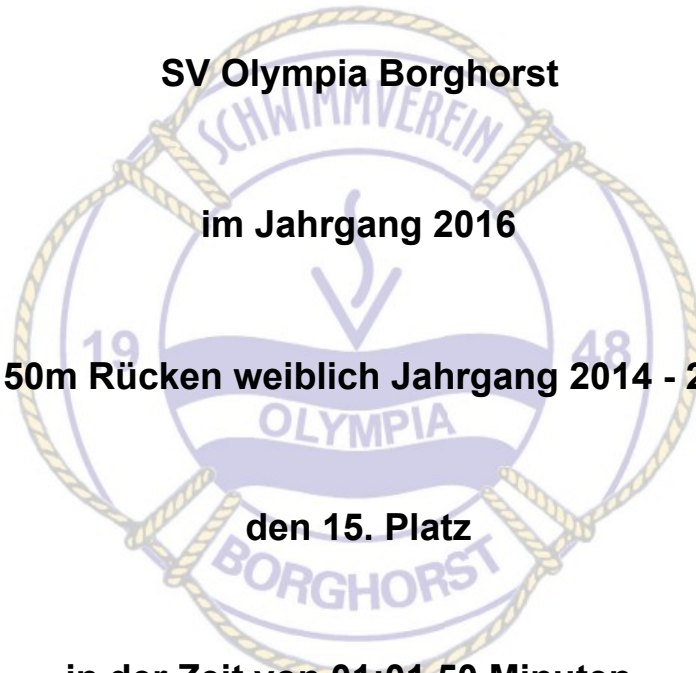 SV Olympia Borghorst
SCHWIMMVEREIN
im Jahrgang 2016
19 48
50m Rücken weiblich Jahrgang 2014 - 2
OLYMPIA
den 15. Platz
BORGHORST
in der Zeit von 01:01,50 Minuten